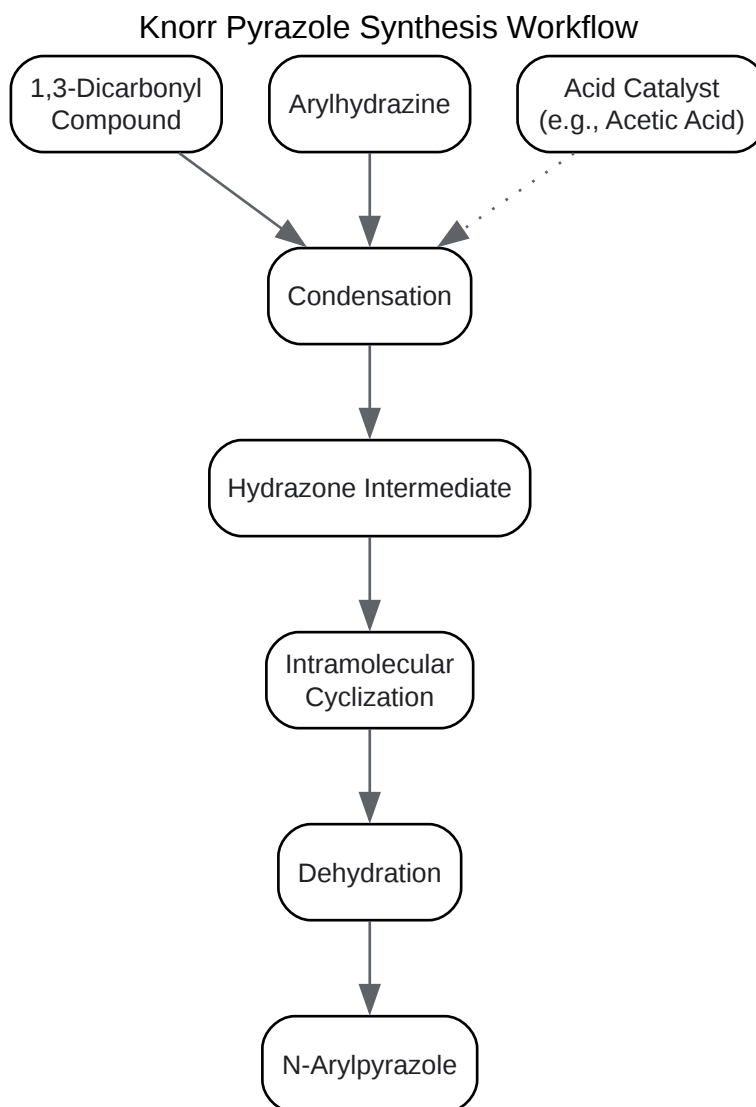 Knorr Pyrazole Synthesis Workflow
1,3-Dicarbonyl
Compound
Arylhydrazine
Acid Catalyst
(e.g., Acetic Acid)
Condensation
Hydrazone Intermediate
Intramolecular
Cyclization
Dehydration
N-Arylpyrazole